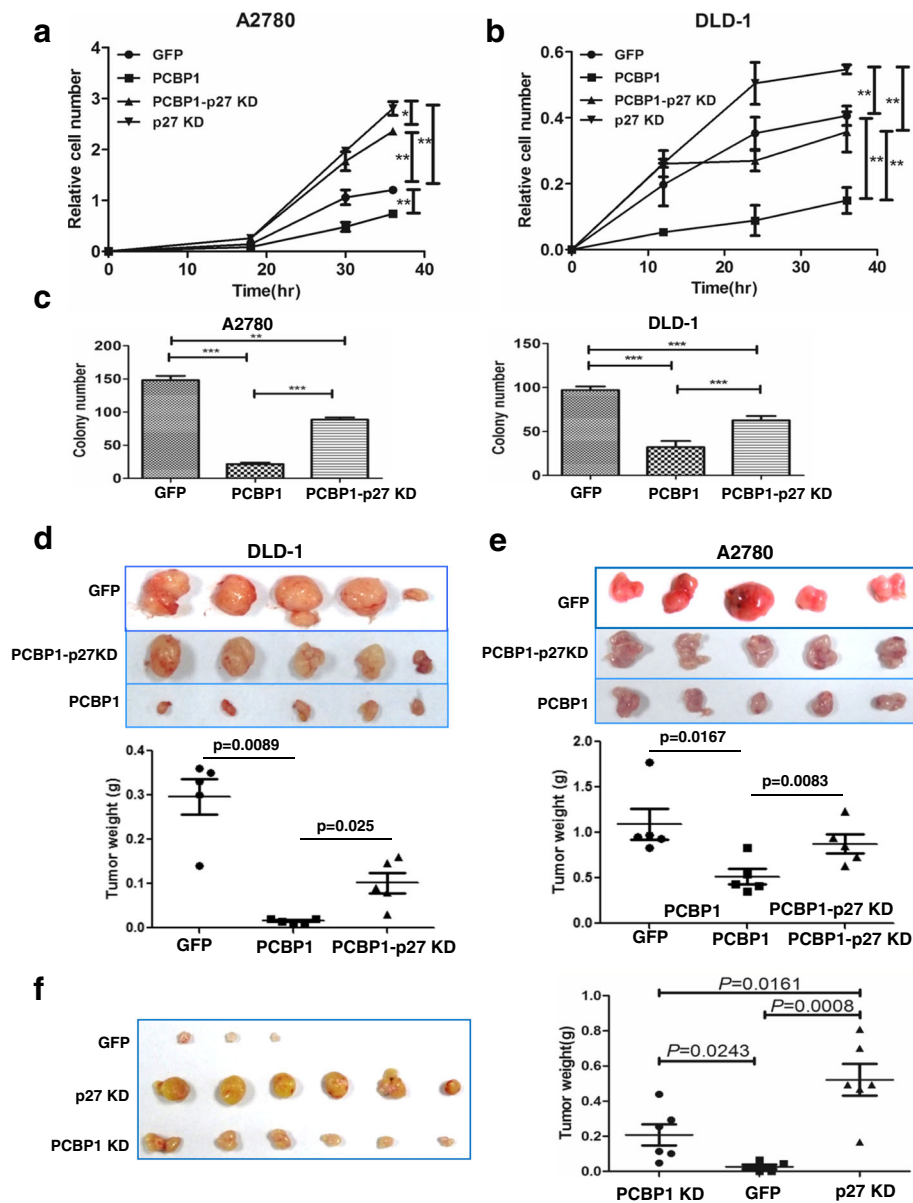 a
A2780
4
3
2
1
0
Relative cell number
GFP
PCBP1
PCBP1-p27 KD
p27 KD
*
**
**
**
0 10 20 30 40
Time(hr)
b
DLD-1
0.6
0.4
0.2
0.0
Relative cell number
GFP
PCBP1
PCBP1-p27 KD
p27 KD
**
**
**
**
0 10 20 30 40
Time(hr)
c
A2780
200
150
100
50
0
Colony number
**
***
***
GFP PCBP1 PCBP1-p27 KD
DLD-1
150
100
50
0
Colony number
***
***
***
GFP PCBP1 PCBP1-p27 KD
d
DLD-1
GFP
PCBP1-p27KD
PCBP1
p=0.0089
p=0.025
0.4
0.3
0.2
0.1
0.0
Tumor weight (g)
GFP PCBP1 PCBP1-p27 KD
e
A2780
GFP
PCBP1-p27KD
PCBP1
p=0.0167
p=0.0083
2.0
1.5
1.0
0.5
0.0
Tumor weight (g)
PCBP1 PCBP1-p27 KD
GFP PCBP1 PCBP1-p27 KD
f
GFP
p27 KD
PCBP1 KD
P=0.0161
P=0.0008
P=0.0243
1.0
0.8
0.6
0.4
0.2
0.0
Tumor weight(g)
PCBP1 KD GFP p27 KD